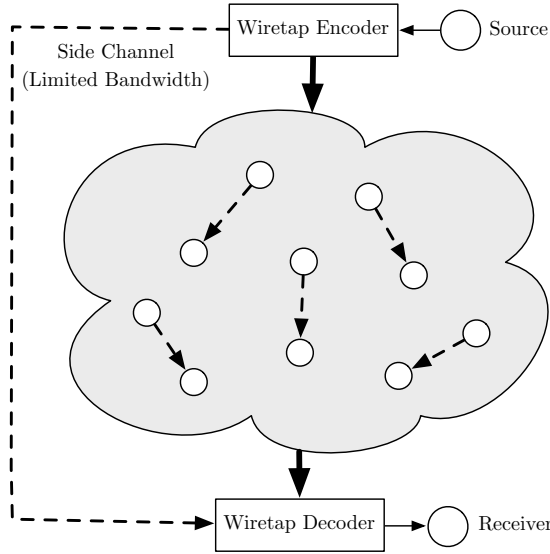 Wiretap Encoder
Source
Side Channel
(Limited Bandwidth)
Wiretap Decoder
Receiver